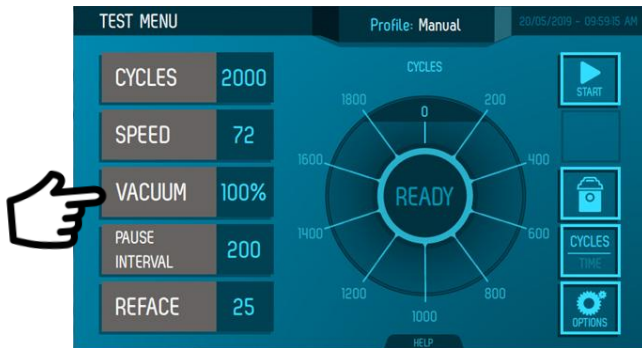 TEST MENU
Profile: Manual
20/05/2019 - 09:59:15 AM
CYCLES 2000
SPEED 72
VACUUM 100%
PAUSE INTERVAL 200
REFACE 25
CYCLES
0
200
400
600
800
1000
1200
1400
1600
1800
READY
START
CYCLES
TIME
OPTIONS
HELP